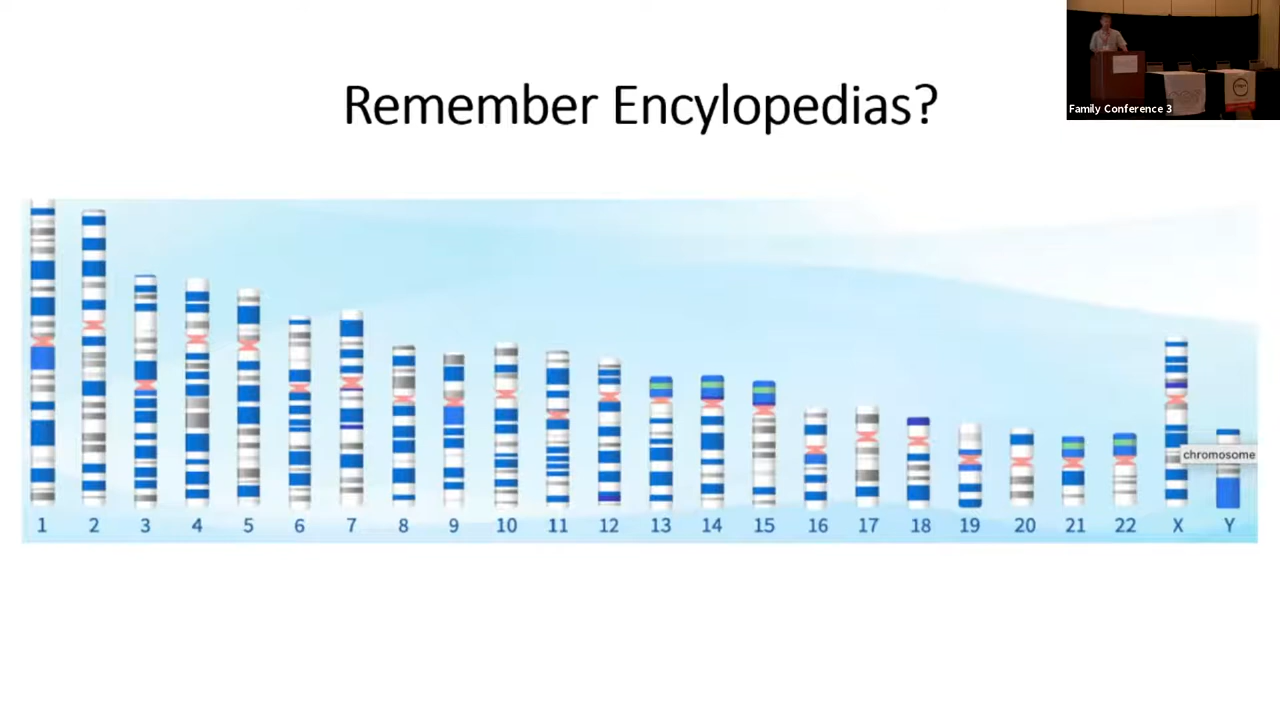 Remember Encylopedias?
Family Conference 3
chromosome
1 2 3 4 5 6 7 8 9 10 11 12 13 14 15 16 17 18 19 20 21 22 X Y